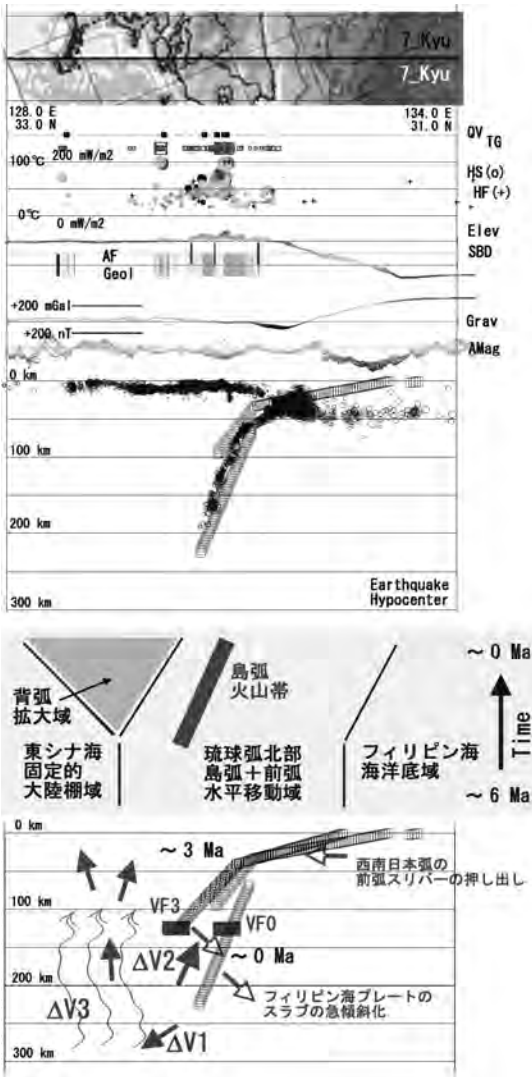 7_Kyu
7_Kyu
128.0 E
33.0 N
134.0 E
31.0 N
QV
TG
200 mW/m2
100℃
HS(o)
HF(+)
0℃
0 mW/m2
Elev
SBD
AF
Geol
+200 mGal
Grav
+200 nT
AMag
0 km
100 km
200 km
300 km
Earthquake
Hypocenter
背弧
拡大域
島弧
火山帯
~ 0 Ma
Time
東シナ海
固定的
大陸棚域
琉球弧北部
島弧＋前弧
水平移動域
フィリピン海
海洋底域
~ 6 Ma
0 km
~ 3 Ma
西南日本弧の
前弧スリバーの押し出し
100 km
VF3
VF0
ΔV2
~ 0 Ma
200 km
ΔV3
フィリピン海プレートの
スラブの急傾斜化
ΔV1
300 km